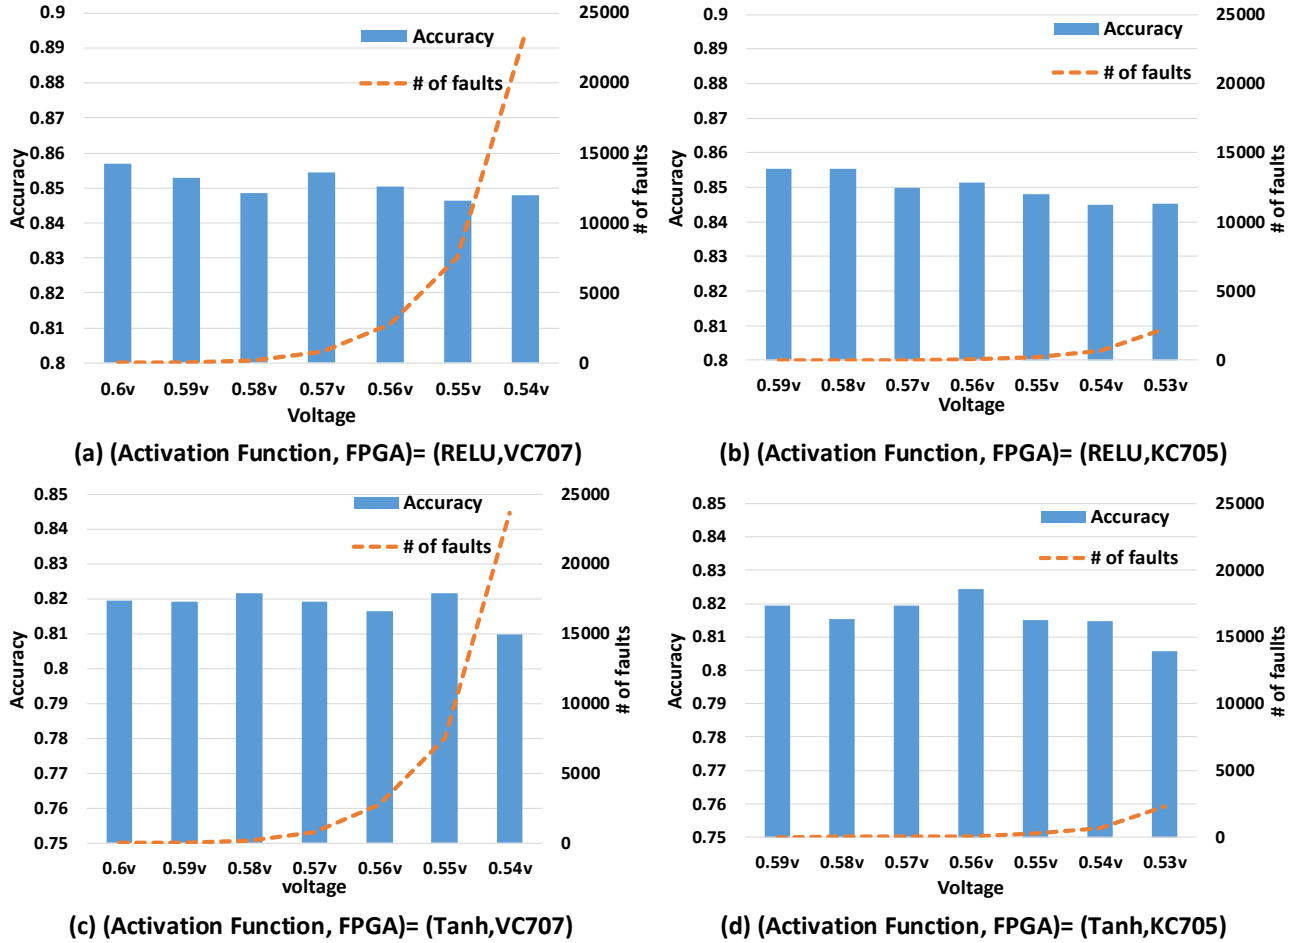 0.9
0.89
0.88
0.87
0.86
0.85
0.84
0.83
0.82
0.81
0.8
Accuracy
Accuracy
# of faults
25000
20000
15000
10000
5000
0
# of faults
0.6v 0.59v 0.58v 0.57v 0.56v 0.55v 0.54v
Voltage
(a) (Activation Function, FPGA)= (RELU,VC707)
0.9
0.89
0.88
0.87
0.86
0.85
0.84
0.83
0.82
0.81
0.8
Accuracy
Accuracy
# of faults
25000
20000
15000
10000
5000
0
# of faults
0.59v 0.58v 0.57v 0.56v 0.55v 0.54v 0.53v
Voltage
(b) (Activation Function, FPGA)= (RELU,KC705)
0.85
0.84
0.83
0.82
0.81
0.8
0.79
0.78
0.77
0.76
0.75
Accuracy
Accuracy
# of faults
25000
20000
15000
10000
5000
0
# of faults
0.6v 0.59v 0.58v 0.57v 0.56v 0.55v 0.54v
voltage
(c) (Activation Function, FPGA)= (Tanh,VC707)
0.85
0.84
0.83
0.82
0.81
0.8
0.79
0.78
0.77
0.76
0.75
Accuracy
Accuracy
# of faults
25000
20000
15000
10000
5000
0
# of faullts
0.59v 0.58v 0.57v 0.56v 0.55v 0.54v 0.53v
Voltage
(d) (Activation Function, FPGA)= (Tanh,KC705)